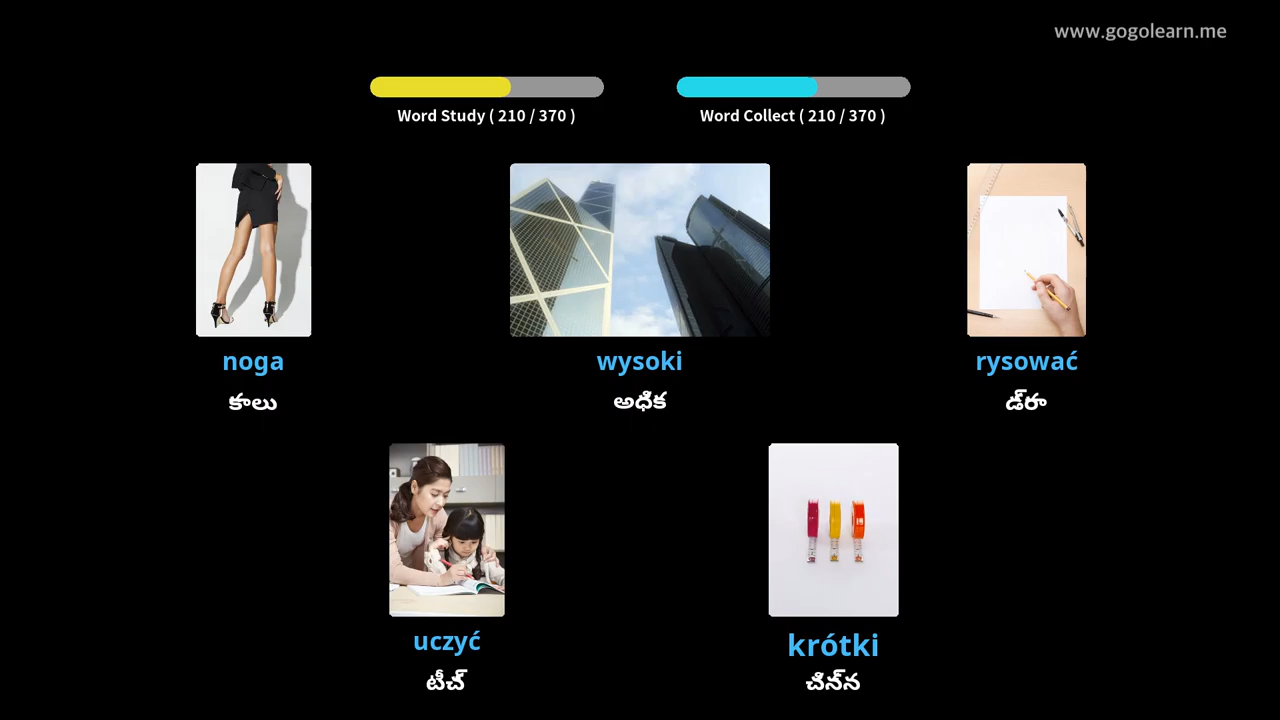 www.gogolearn.me
Word Study ( 210 / 370 )
Word Collect ( 210 / 370 )
noga
కాలు
wysoki
అధిక
rysować
డ్‌రా
uczyć
టీచ్
krótki
చిన్‌న